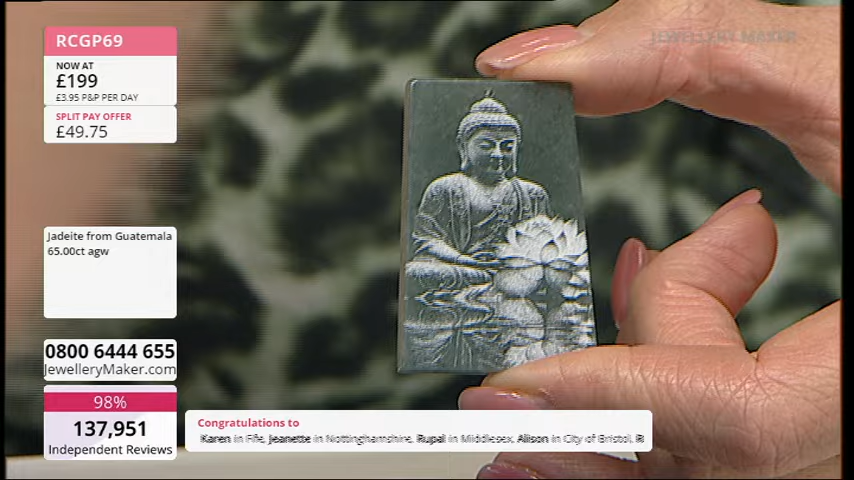 RCGP69
NOW AT
£199
£3.95 P&P PER DAY
SPLIT PAY OFFER
£49.75
JEWELLERY MAKER
Jadeite from Guatemala
65.00ct agw
0800 6444 655
JewelleryMaker.com
98%
137,951
Independent Reviews
Congratulations to
Karen in Fife, Jeanette in Nottinghamshire, Rupal in Middlesex, Alison in City of Bristol, R